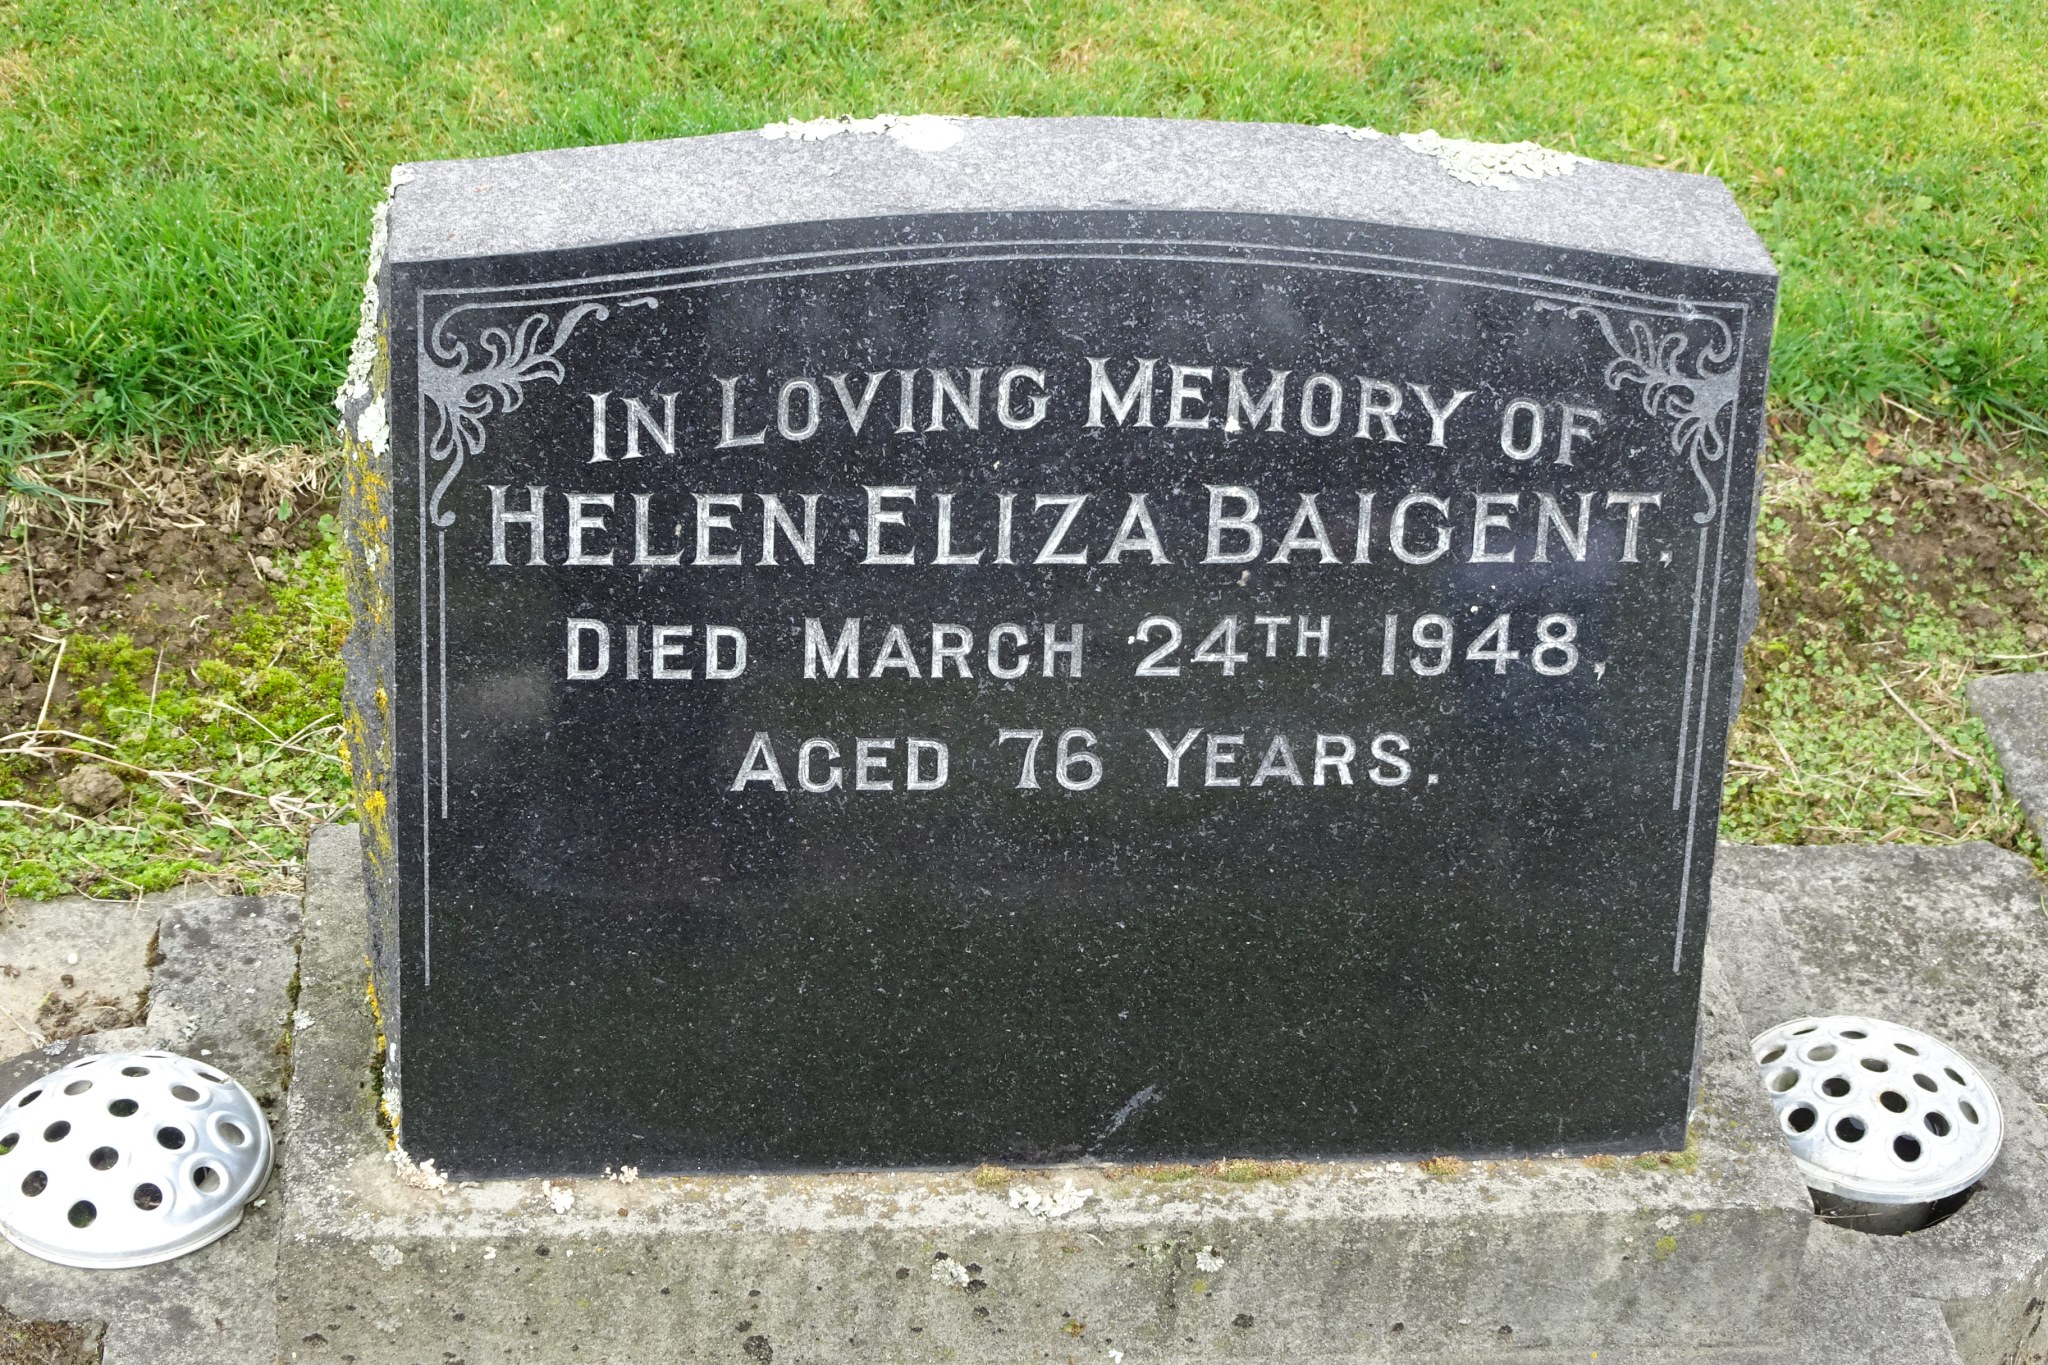 IN LOVING MEMORY OF
HELEN ELIZA BAIGENT,
DIED MARCH 24TH 1948,
AGED 76 YEARS.